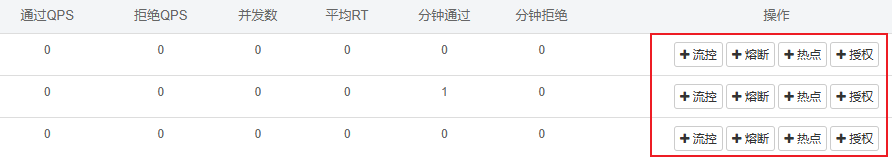 通过QPS 拒绝QPS 并发数 平均RT 分钟通过 分钟拒绝 操作
0 0 0 0 0 0 +流控 +熔断 +热点 +授权
0 0 0 0 1 0 +流控 +熔断 +热点 +授权
0 0 0 0 0 0 +流控 +熔断 +热点 +授权